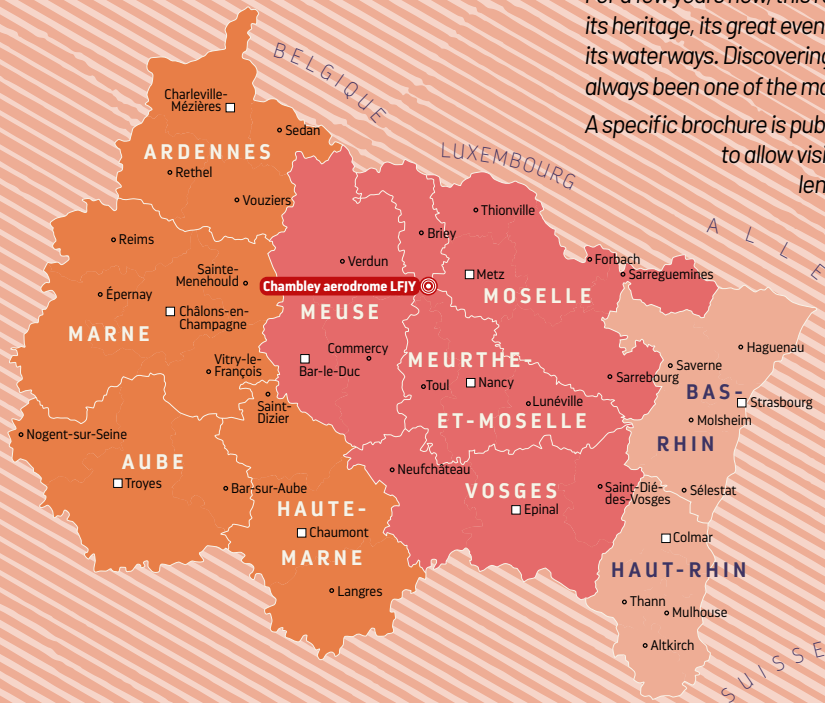 its heritage, its great even
its waterways. Discovering
always been one of the mo
A specific brochure is pub
to allow visi
len
BELGIQUE
LUXEMBOURG
ALLE
SUISSE
Charleville-
Mézières
Sedan
ARDENNES
Rethel
Vouziers
Reims
Sainte-
Menehould
Épernay
Châlons-en-
Champagne
MARNE
Vitry-le-
François
Saint-
Dizier
Nogent-sur-Seine
AUBE
Troyes
Bar-sur-Aube
HAUTE-
Chaumont
MARNE
Langres
Verdun
Chambley aerodrome LFJY
MEUSE
Commercy
Bar-le-Duc
Thionville
Briey
Metz
MOSELLE
Forbach
Sarreguemines
MEURTHE-
Toul
Nancy
Lunéville
ET-MOSELLE
Sarrebourg
Neufchâteau
VOSGES
Epinal
Saint-Dié-
des-Vosges
Haguenau
Saverne
BAS-
Strasbourg
Molsheim
RHIN
Sélestat
Colmar
HAUT-RHIN
Thann
Mulhouse
Altkirch